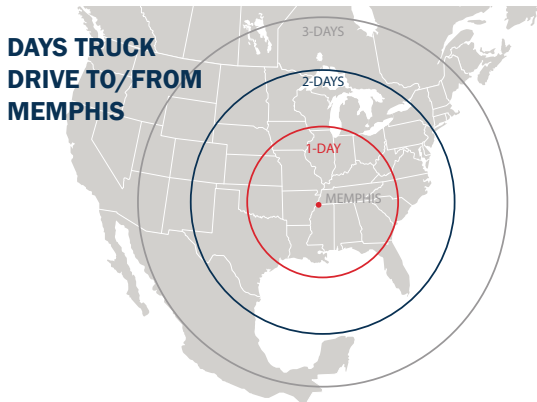 DAYS TRUCK
DRIVE TO/FROM
MEMPHIS
3-DAYS
2-DAYS
1-DAY
MEMPHIS